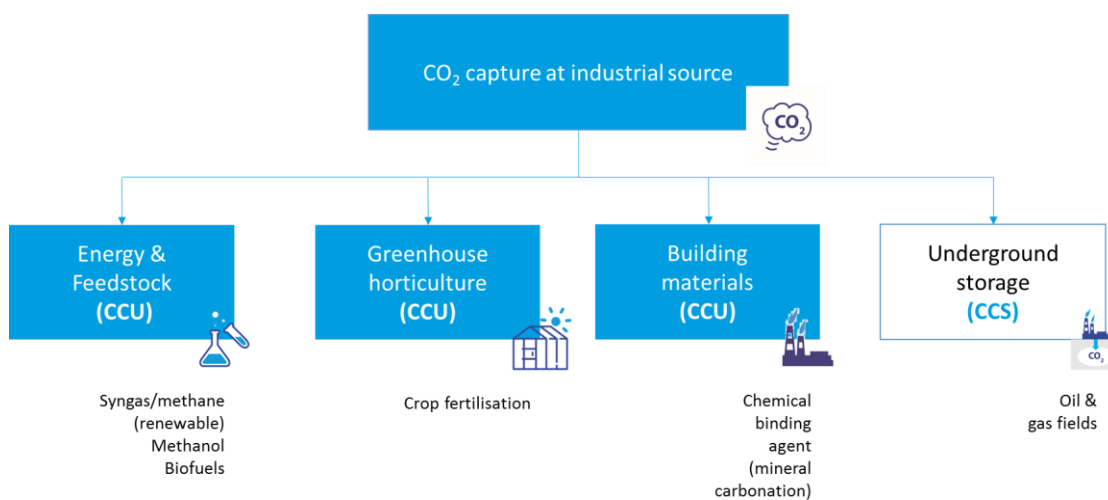 CO₂ capture at industrial source
CO₂
Energy &
Feedstock
(CCU)
Greenhouse
horticulture
(CCU)
Building
materials
(CCU)
Underground
storage
(CCS)
CO₂
Syngas/methane
(renewable)
Methanol
Biofuels
Crop fertilisation
Chemical
binding
agent
(mineral
carbonation)
Oil &
gas fields